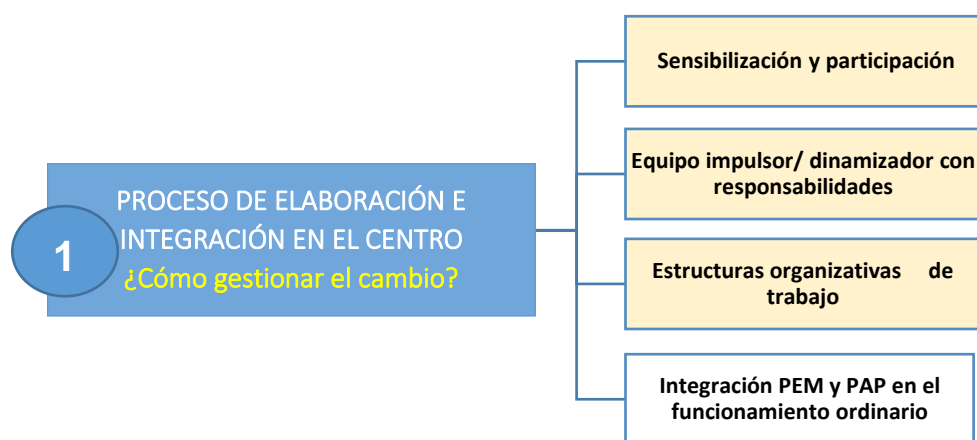 1
PROCESO DE ELABORACIÓN E
INTEGRACIÓN EN EL CENTRO
¿Cómo gestionar el cambio?
Sensibilización y participación
Equipo impulsor/ dinamizador con
responsabilidades
Estructuras organizativas de
trabajo
Integración PEM y PAP en el
funcionamiento ordinario